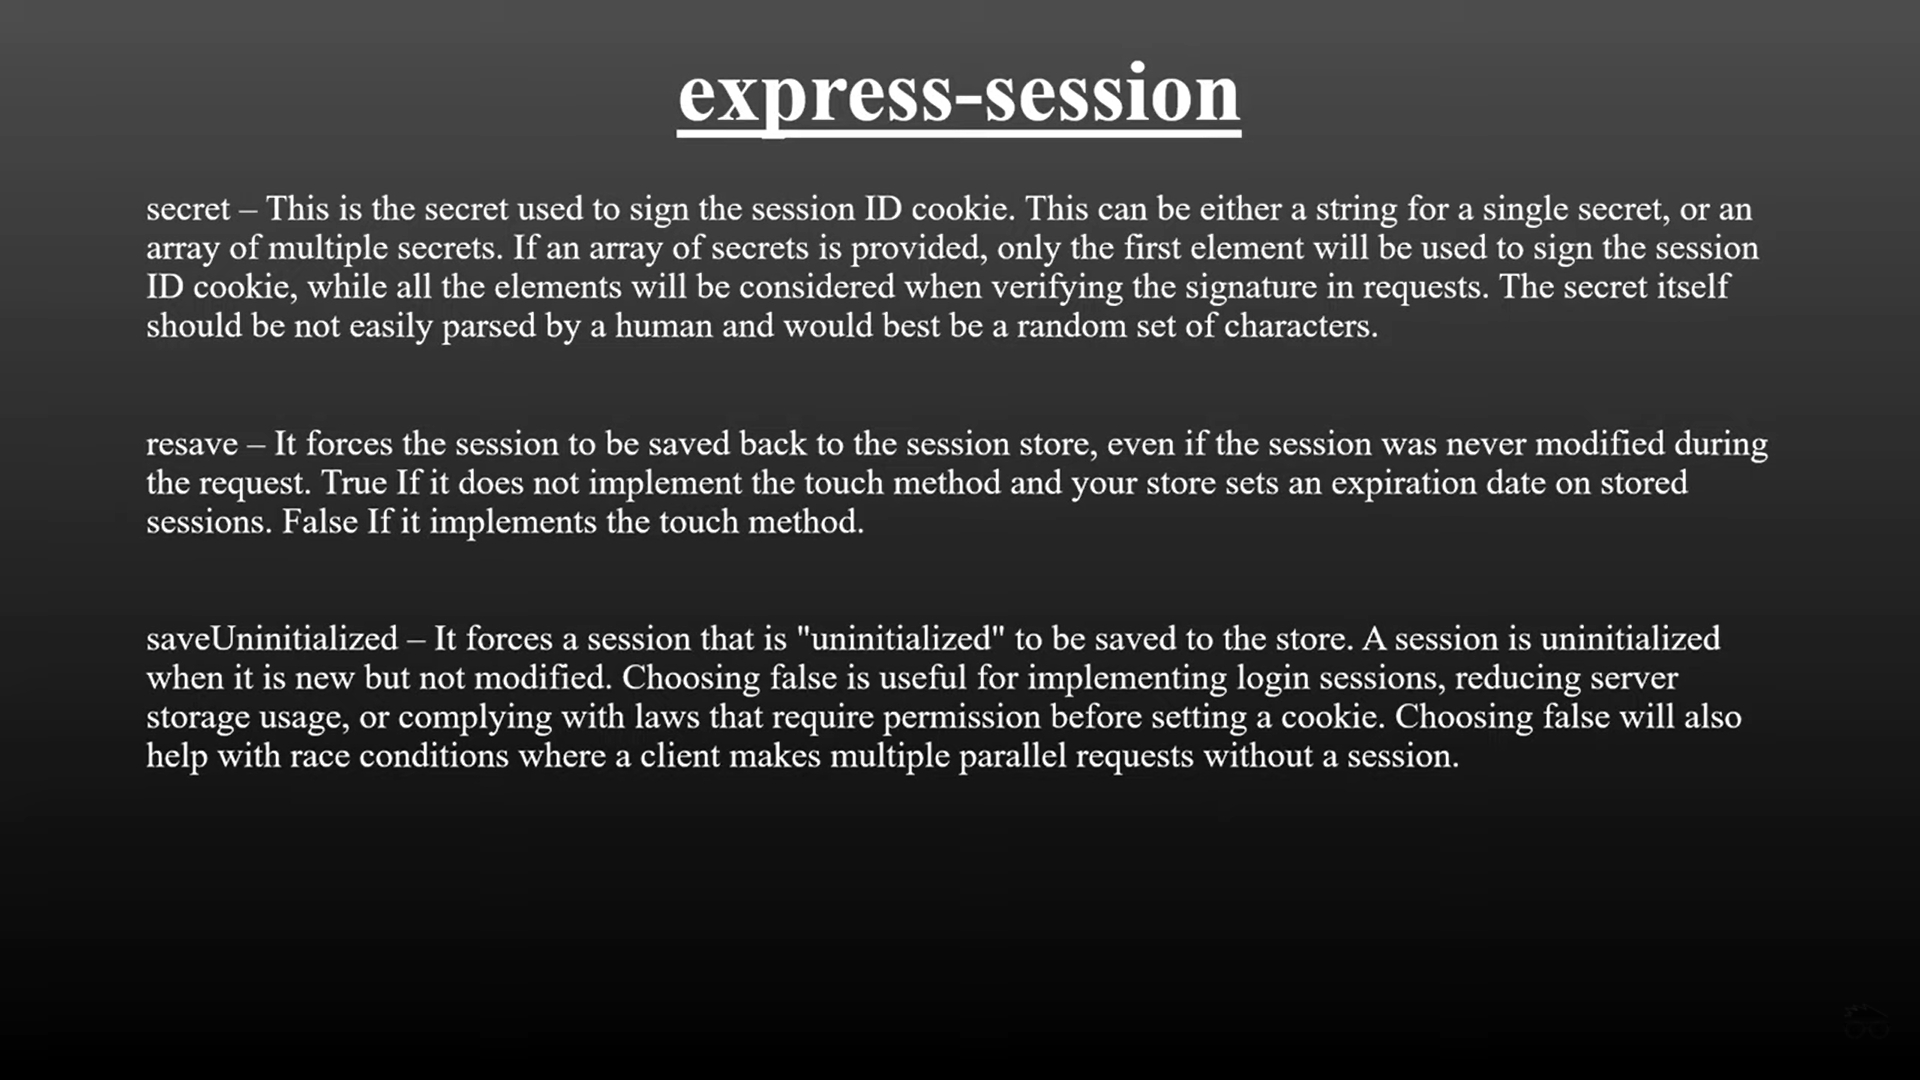 express-session
secret – This is the secret used to sign the session ID cookie. This can be either a string for a single secret, or an
array of multiple secrets. If an array of secrets is provided, only the first element will be used to sign the session
ID cookie, while all the elements will be considered when verifying the signature in requests. The secret itself
should be not easily parsed by a human and would best be a random set of characters.
resave – It forces the session to be saved back to the session store, even if the session was never modified during
the request. True If it does not implement the touch method and your store sets an expiration date on stored
sessions. False If it implements the touch method.
saveUninitialized – It forces a session that is "uninitialized" to be saved to the store. A session is uninitialized
when it is new but not modified. Choosing false is useful for implementing login sessions, reducing server
storage usage, or complying with laws that require permission before setting a cookie. Choosing false will also
help with race conditions where a client makes multiple parallel requests without a session.